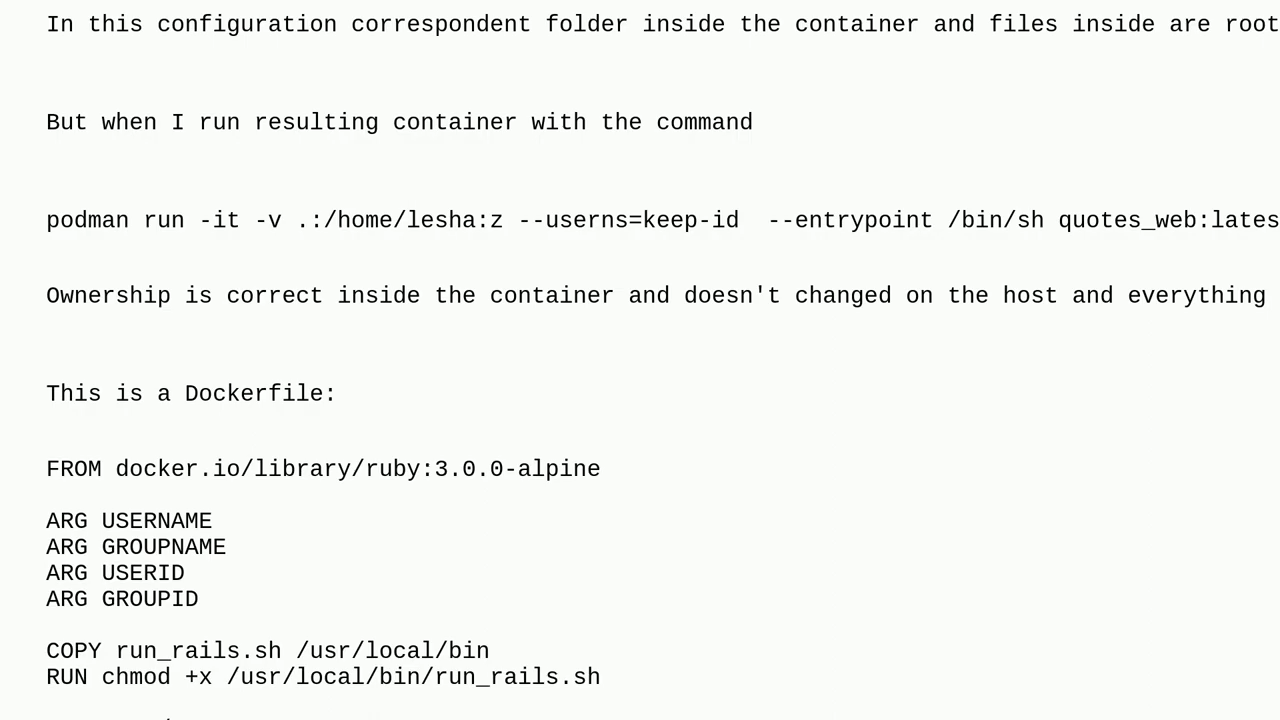 In this configuration correspondent folder inside the container and files inside are root
But when I run resulting container with the command
podman run -it -v .:/home/lesha:z --userns=keep-id  --entrypoint /bin/sh quotes_web:lates
Ownership is correct inside the container and doesn't changed on the host and everything
This is a Dockerfile:
FROM docker.io/library/ruby:3.0.0-alpine
ARG USERNAME
ARG GROUPNAME
ARG USERID
ARG GROUPID
COPY run_rails.sh /usr/local/bin
RUN chmod +x /usr/local/bin/run_rails.sh